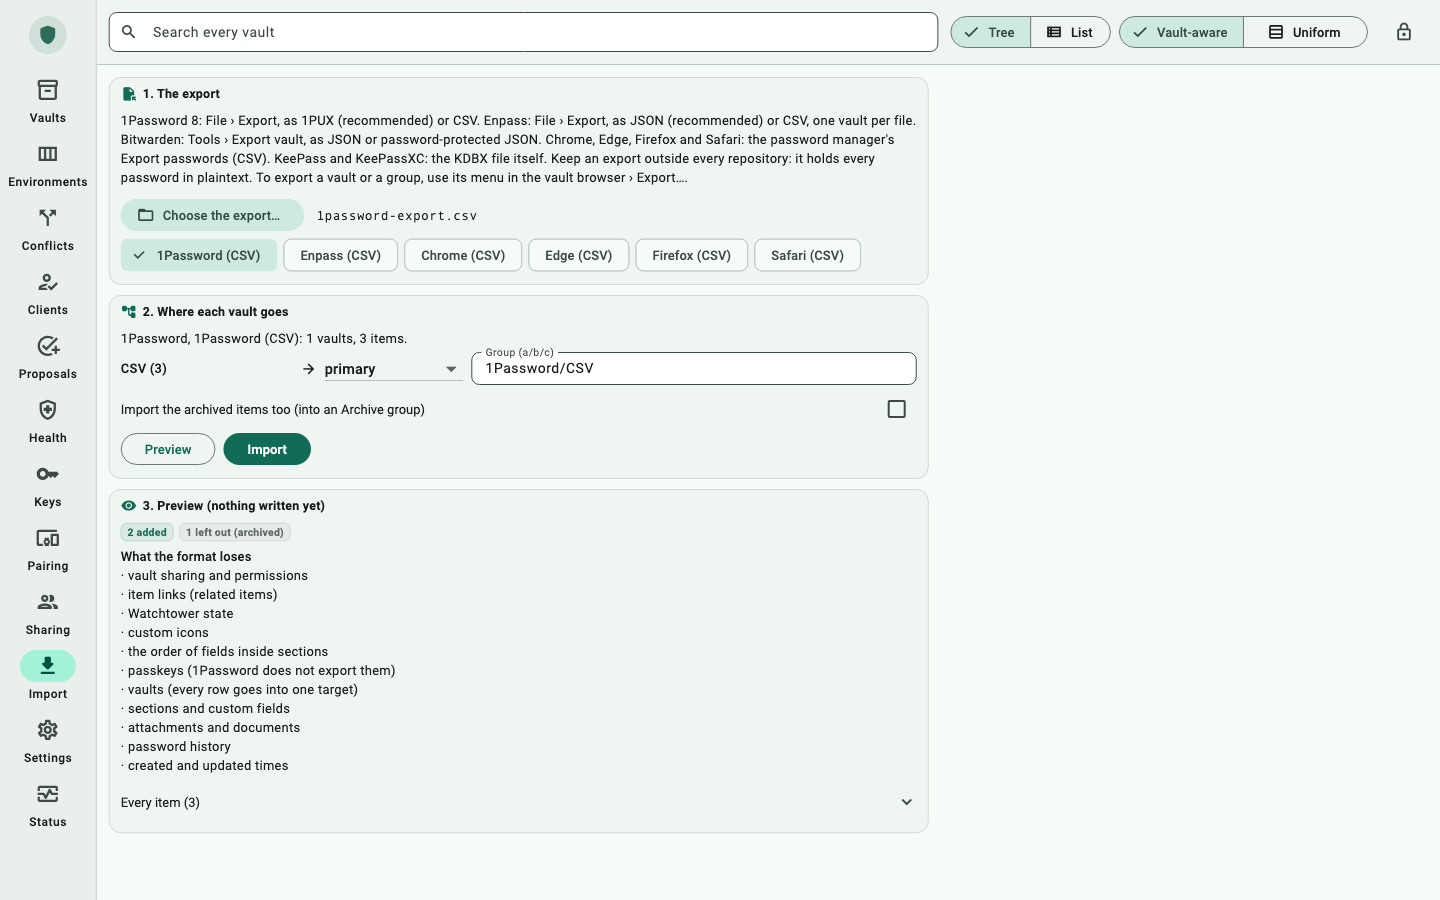 Search every vault
Tree
List
Vault-aware
Uniform
Vaults
Environments
Conflicts
Clients
Proposals
Health
Keys
Pairing
Sharing
Import
Settings
Status
1. The export
1Password 8: File › Export, as 1PUX (recommended) or CSV. Enpass: File › Export, as JSON (recommended) or CSV, one vault per file.
Bitwarden: Tools › Export vault, as JSON or password-protected JSON. Chrome, Edge, Firefox and Safari: the password manager's
Export passwords (CSV). KeePass and KeePassXC: the KDBX file itself. Keep an export outside every repository: it holds every
password in plaintext. To export a vault or a group, use its menu in the vault browser › Export....
Choose the export...
1password-export.csv
1Password (CSV)
Enpass (CSV)
Chrome (CSV)
Edge (CSV)
Firefox (CSV)
Safari (CSV)
2. Where each vault goes
1Password, 1Password (CSV): 1 vaults, 3 items.
CSV (3)
primary
Group (a/b/c)
1Password/CSV
Import the archived items too (into an Archive group)
Preview
Import
3. Preview (nothing written yet)
2 added
1 left out (archived)
What the format loses
· vault sharing and permissions
· item links (related items)
· Watchtower state
· custom icons
· the order of fields inside sections
· passkeys (1Password does not export them)
· vaults (every row goes into one target)
· sections and custom fields
· attachments and documents
· password history
· created and updated times
Every item (3)